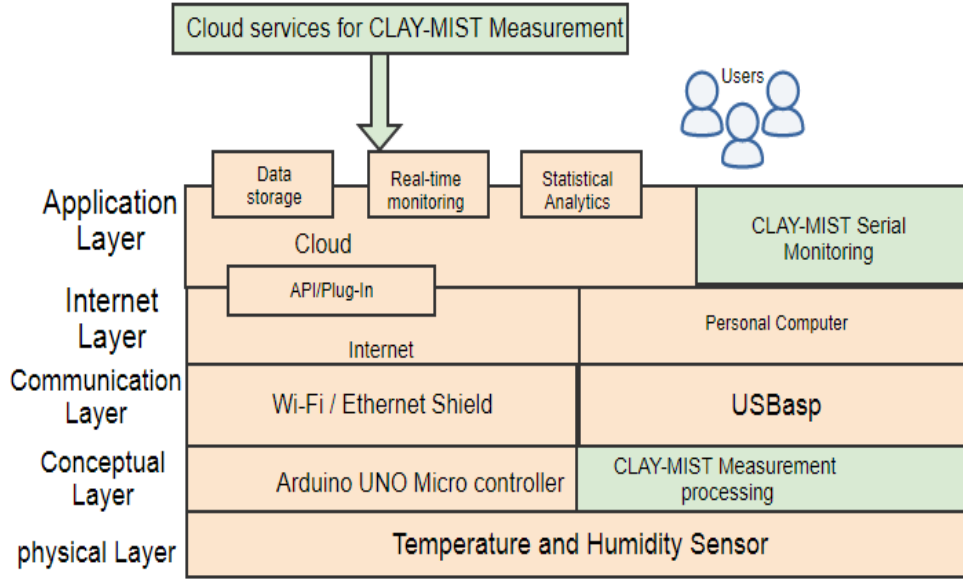 Cloud services for CLAY-MIST Measurement
Users
Data
storage
Real-time
monitoring
Statistical
Analytics
Application
Layer
Cloud
CLAY-MIST Serial
Monitoring
API/Plug-In
Internet
Layer
Internet
Personal Computer
Communication
Layer
Wi-Fi / Ethernet Shield
USBasp
Conceptual
Layer
Arduino UNO Micro controller
CLAY-MIST Measurement
processing
physical Layer
Temperature and Humidity Sensor